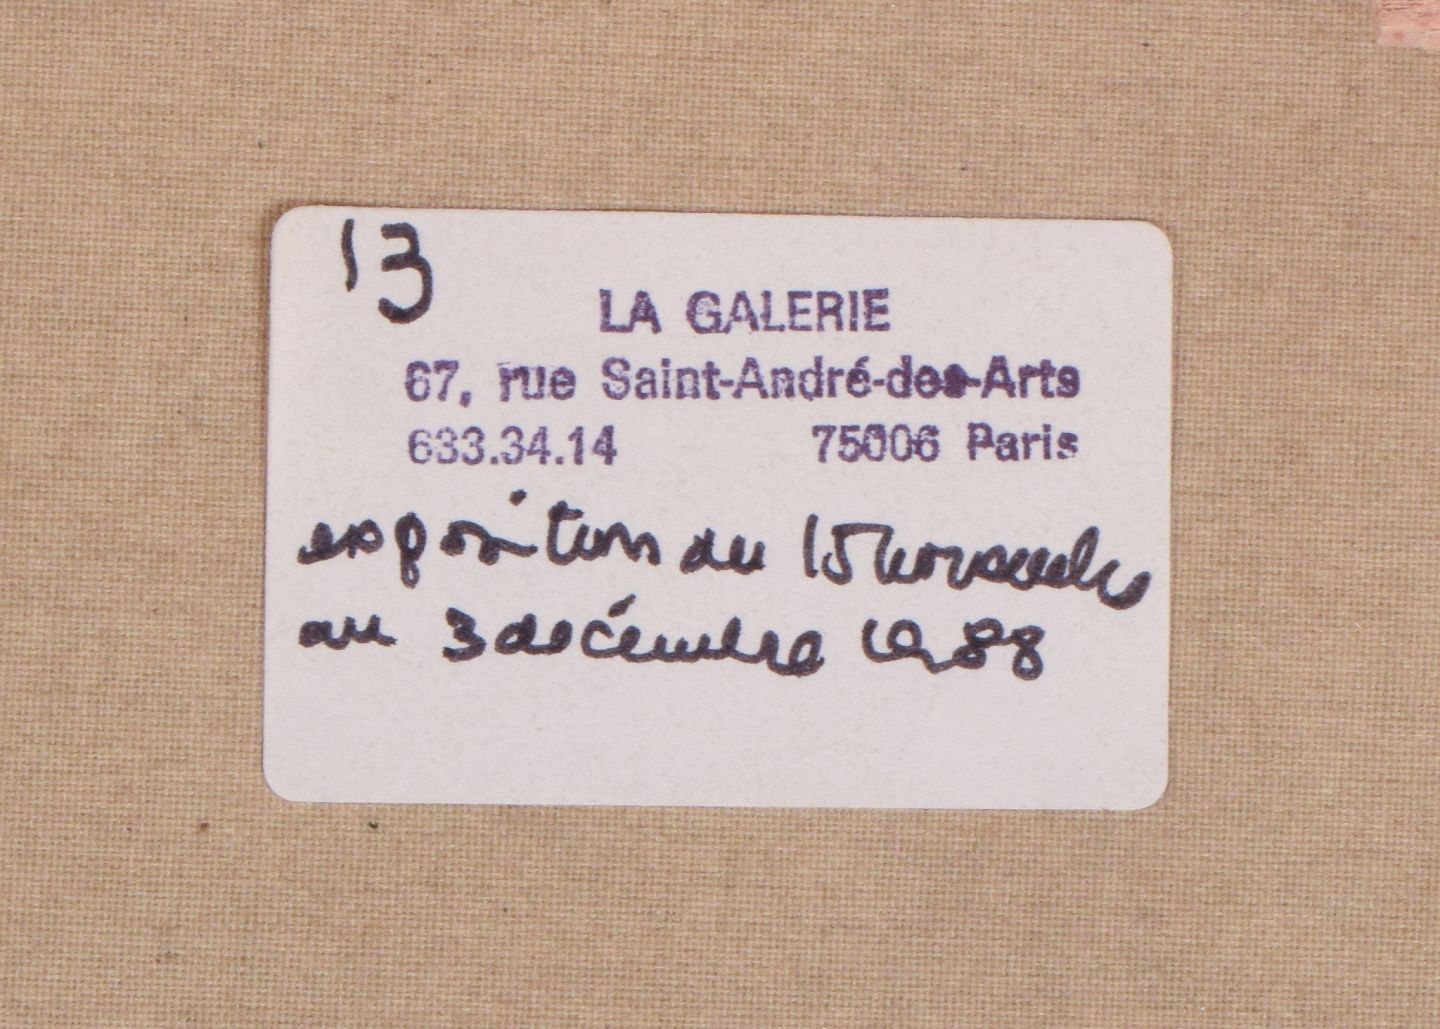 13
LA GALERIE
67, rue Saint-André-des-Arts
633.34.14 75006 Paris
exposition du 15 novembre
au 3 décembre 1988